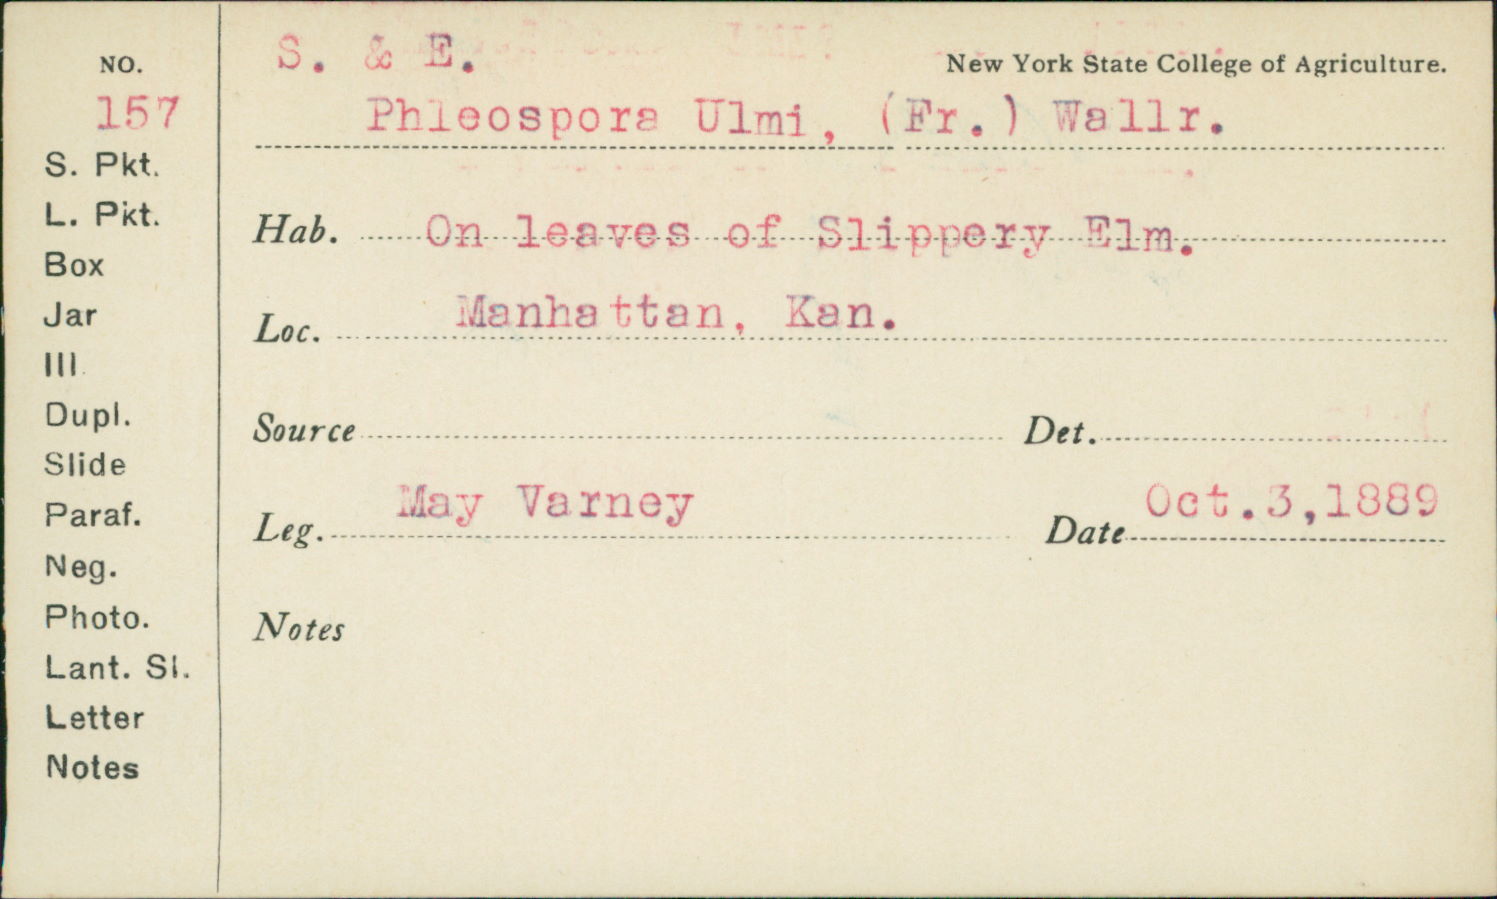 NO.
157
S. & E.
New York State College of Agriculture.
Phleospora Ulmi, (Fr.) Wallr.
Hab. On leaves of Slippery Elm.
Loc. Manhattan, Kan.
Source
Det.
Leg. May Varney
Date Oct.3,1889
Notes
S. Pkt.
L. Pkt.
Box
Jar
Ill.
Dupl.
Slide
Paraf.
Neg.
Photo.
Lant. Sl.
Letter
Notes